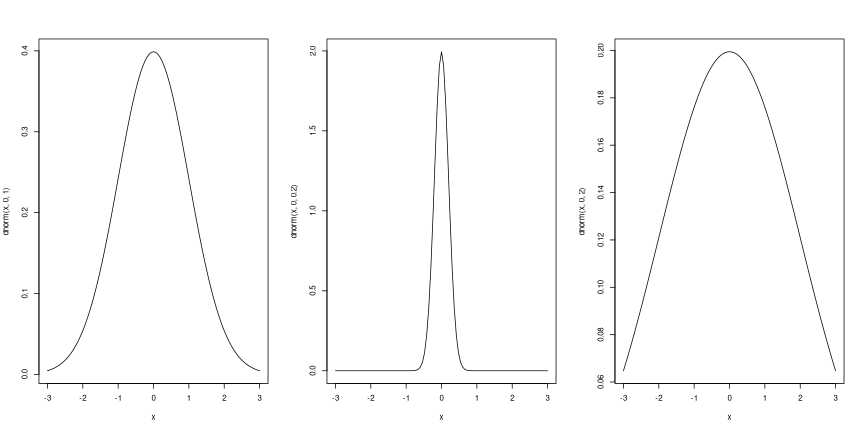 dnorm(x, 0, 1)
0.4
0.3
0.2
0.1
0.0
-3 -2 -1 0 1 2 3
x
dnorm(x, 0, 0.2)
2.0
1.5
1.0
0.5
0.0
-3 -2 -1 0 1 2 3
x
dnorm(x, 0, 2)
0.20
0.18
0.16
0.14
0.12
0.10
0.08
0.06
-3 -2 -1 0 1 2 3
x